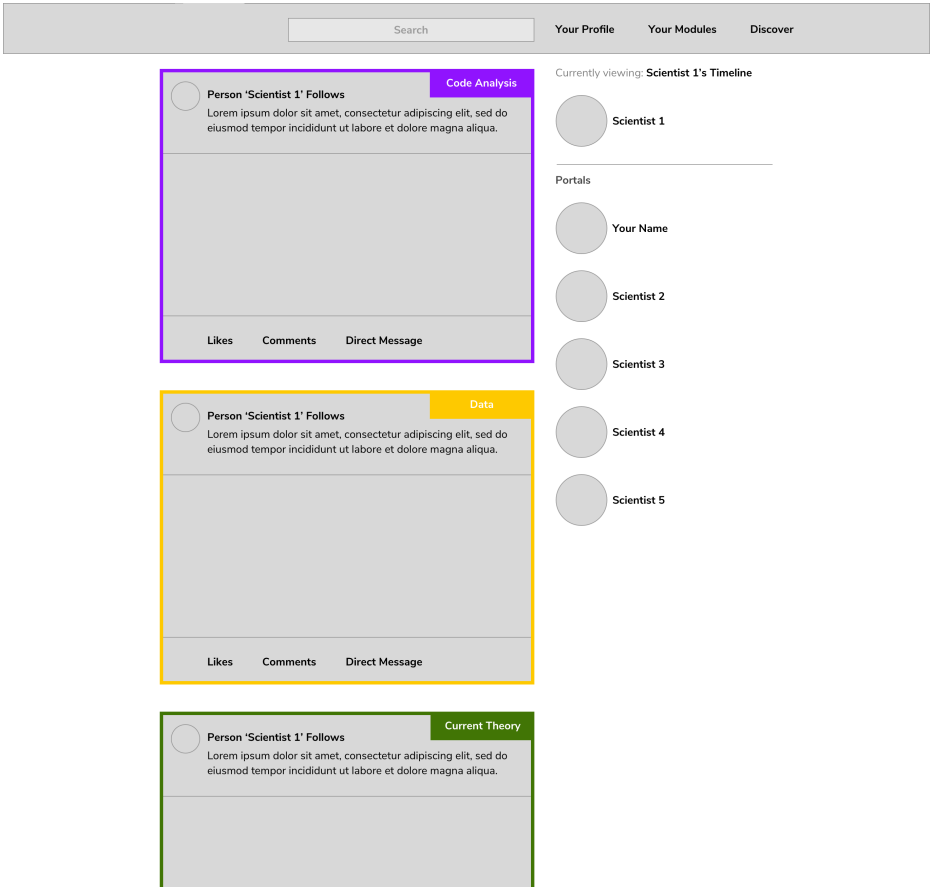 Search
Your Profile
Your Modules
Discover
Code Analysis
Person ‘Scientist 1’ Follows
Lorem ipsum dolor sit amet, consectetur adipiscing elit, sed do
eiusmod tempor incididunt ut labore et dolore magna aliqua.
Likes
Comments
Direct Message
Data
Person ‘Scientist 1’ Follows
Lorem ipsum dolor sit amet, consectetur adipiscing elit, sed do
eiusmod tempor incididunt ut labore et dolore magna aliqua.
Likes
Comments
Direct Message
Current Theory
Person ‘Scientist 1’ Follows
Lorem ipsum dolor sit amet, consectetur adipiscing elit, sed do
eiusmod tempor incididunt ut labore et dolore magna aliqua.
Currently viewing: Scientist 1’s Timeline
Scientist 1
Portals
Your Name
Scientist 2
Scientist 3
Scientist 4
Scientist 5